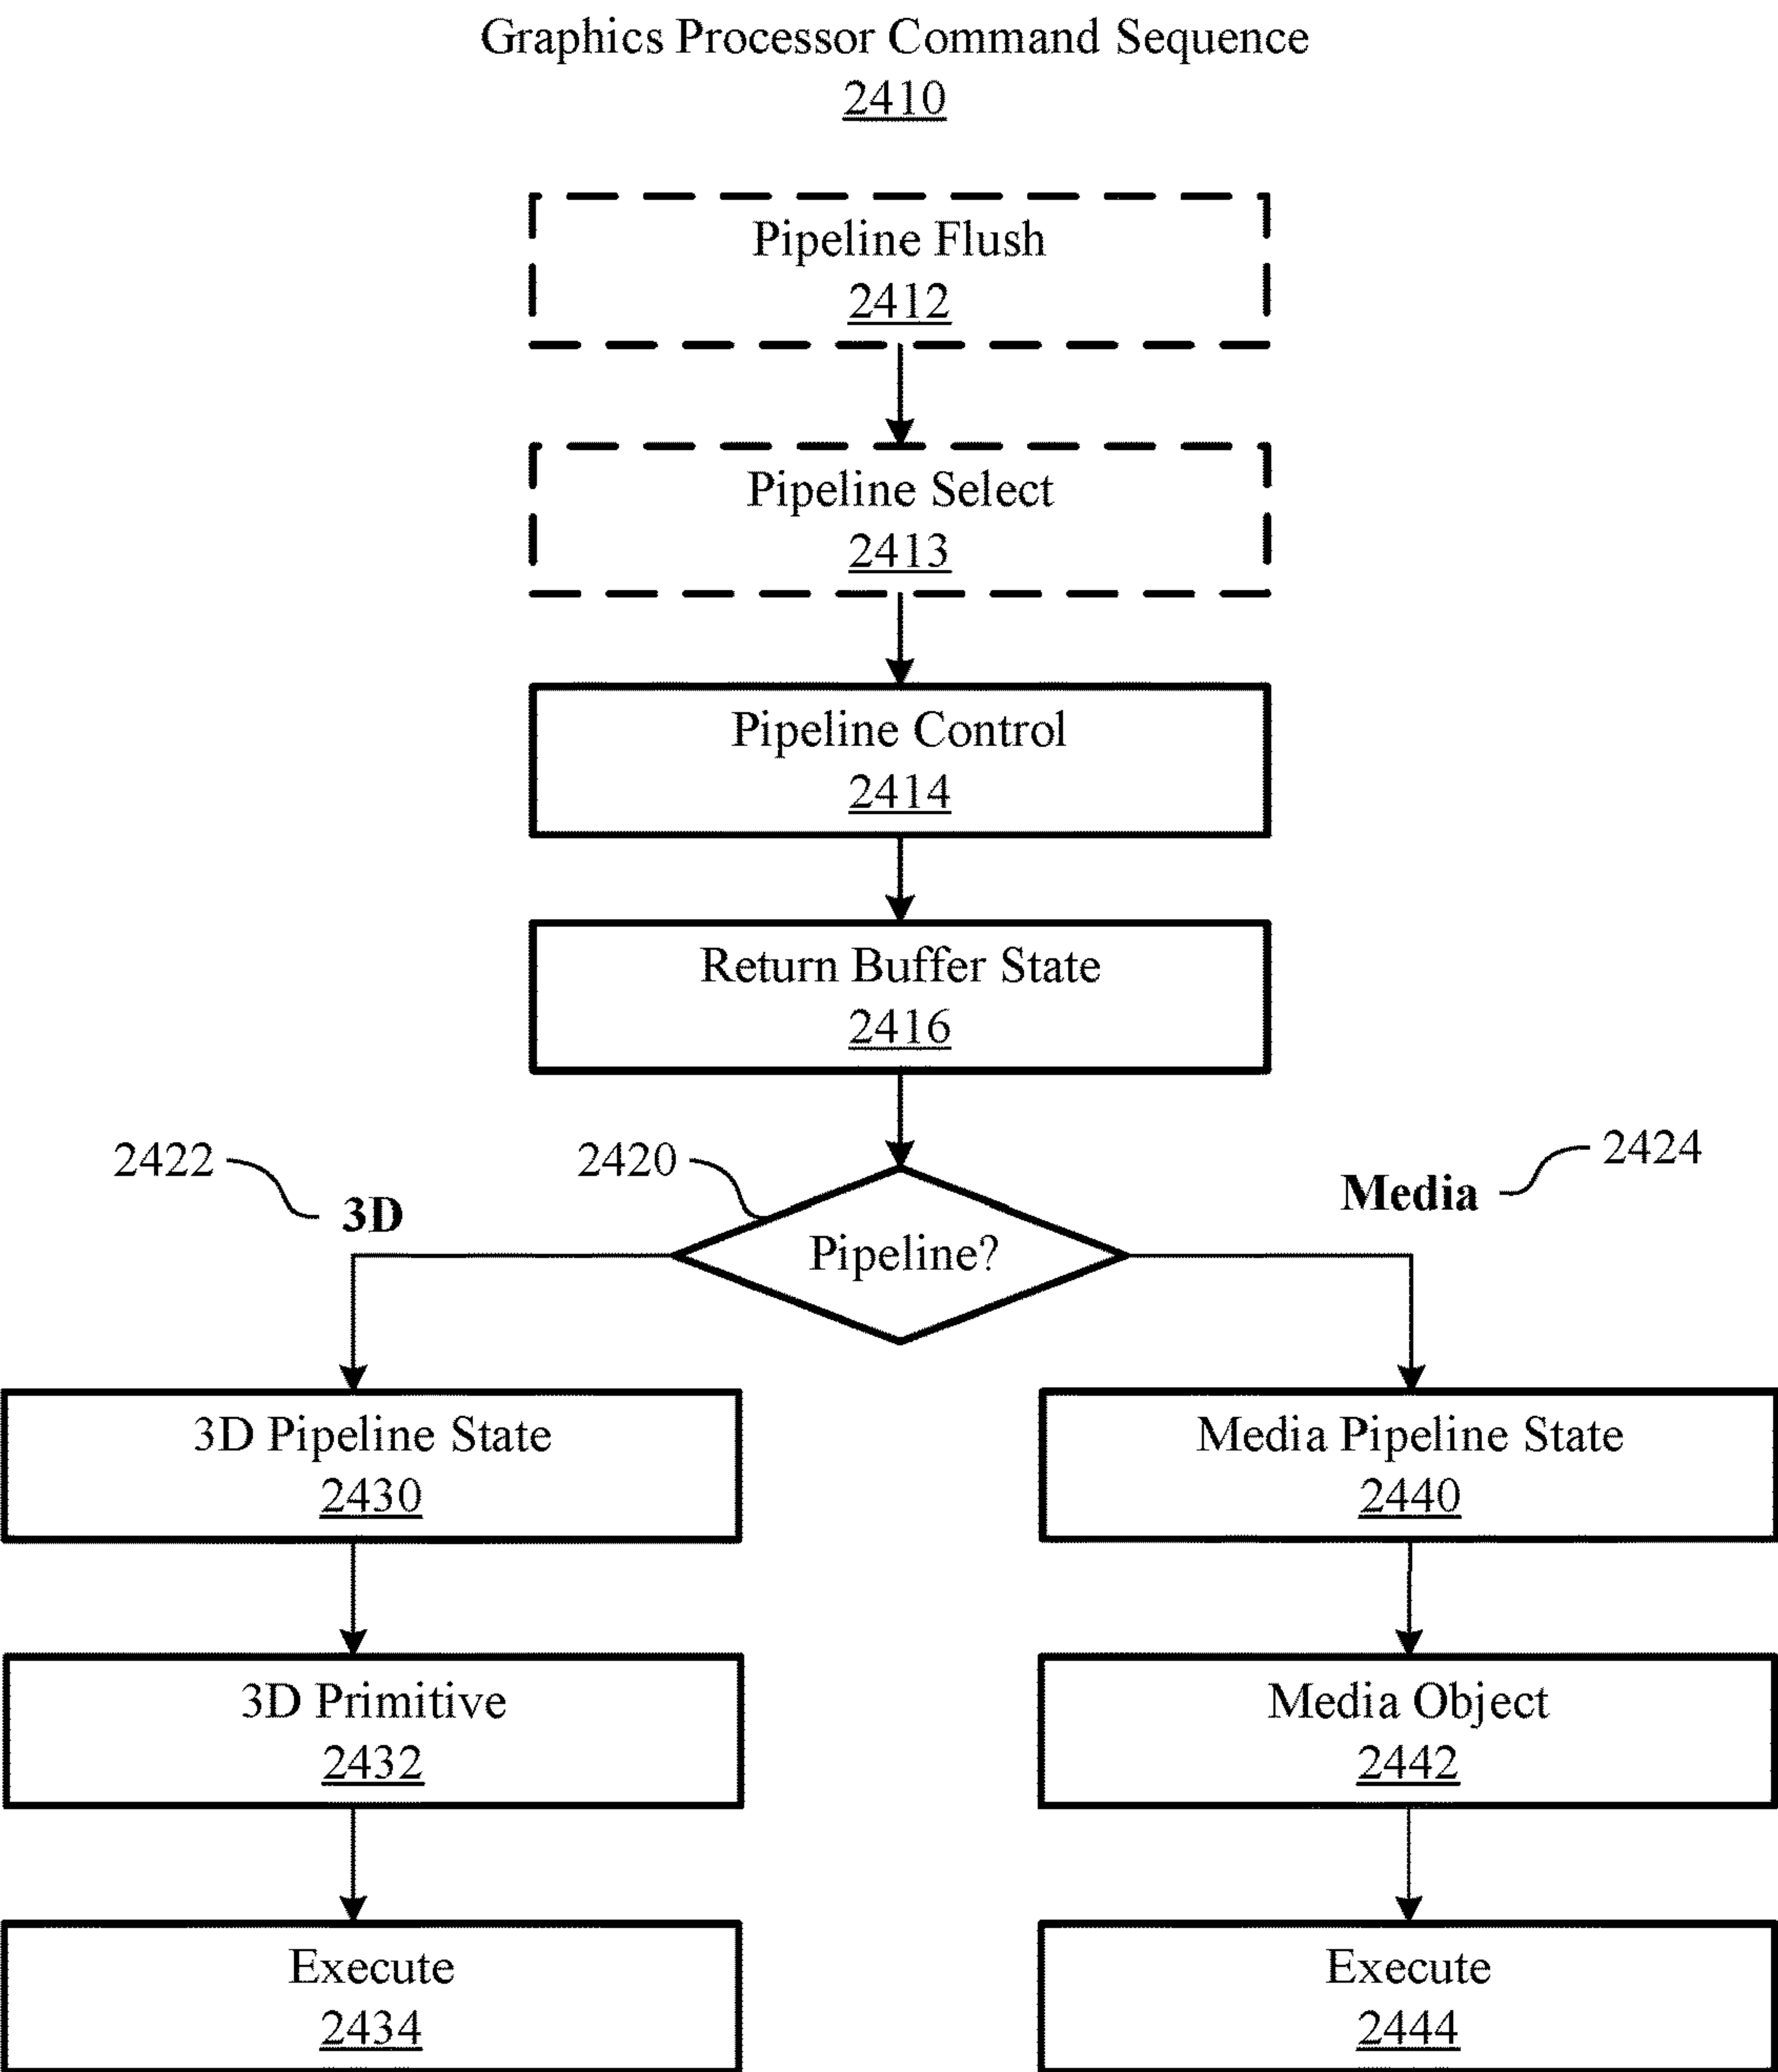 Graphics Processor Command Sequence
2410
Pipeline Flush
2412
Pipeline Select
2413
Pipeline Control
2414
Return Buffer State
2416
2422
2420
2424
3D
Media
Pipeline?
3D Pipeline State
2430
Media Pipeline State
2440
3D Primitive
2432
Media Object
2442
Execute
2434
Execute
2444